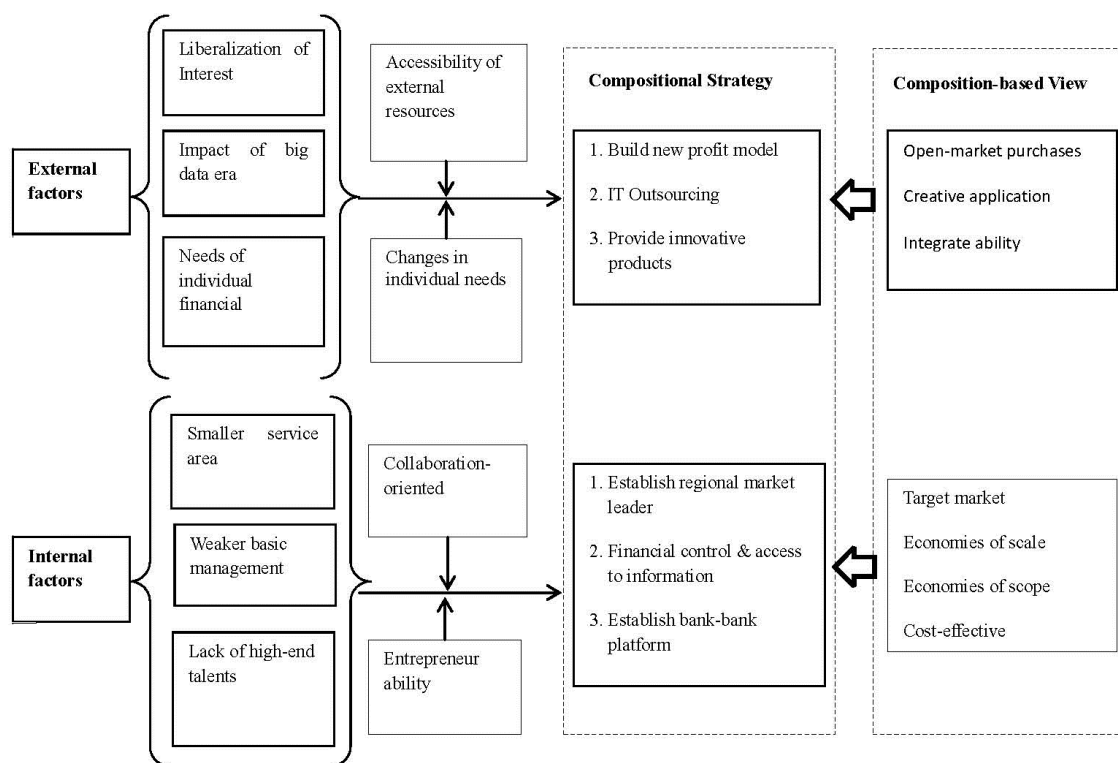 External
factors
Liberalization of
Interest
Impact of big
data era
Needs of
individual
financial
Accessibility of
external
resources
Changes in
individual needs
Compositional Strategy
1. Build new profit model
2. IT Outsourcing
3. Provide innovative
products
Composition-based View
Open-market purchases
Creative application
Integrate ability
Internal
factors
Smaller service
area
Weaker basic
management
Lack of high-end
talents
Collaboration-
oriented
Entrepreneur
ability
1. Establish regional market
leader
2. Financial control & access
to information
3. Establish bank-bank
platform
Target market
Economies of scale
Economies of scope
Cost-effective